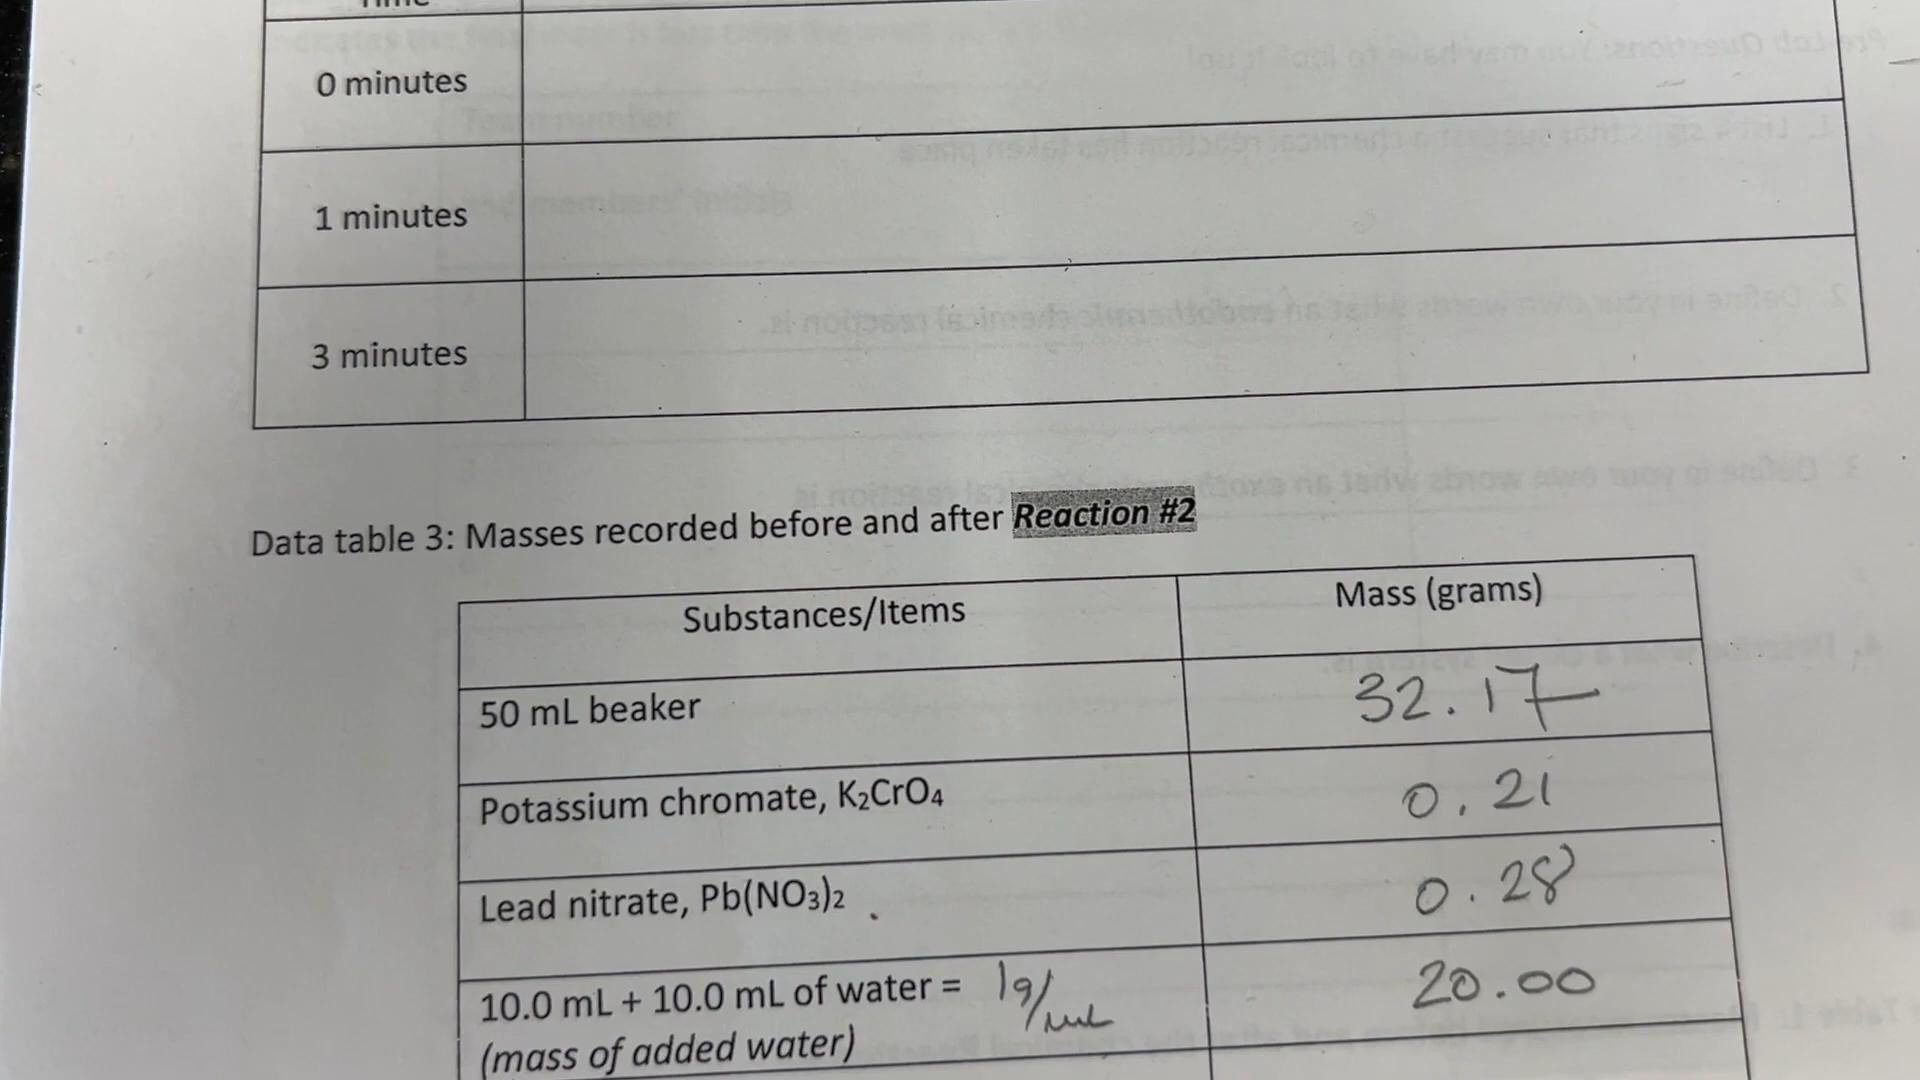 0 minutes
1 minutes
3 minutes
Data table 3: Masses recorded before and after Reaction #2
Substances/Items
Mass (grams)
50 mL beaker
32.17
Potassium chromate, K₂CrO₄
0.21
Lead nitrate, Pb(NO₃)₂
0.28
10.0 mL + 10.0 mL of water = 1g/mL
20.00
(mass of added water)